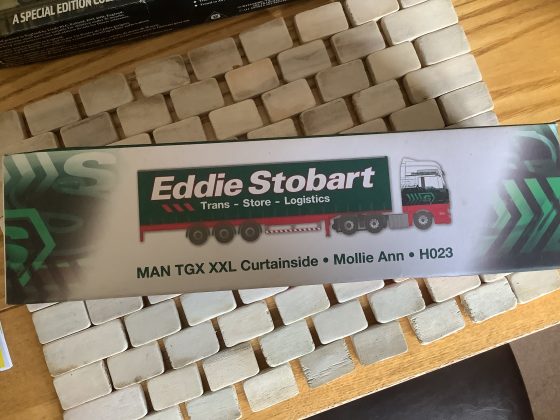 A SPECIAL EDITION
Eddie Stobart
Trans - Store - Logistics
MAN TGX XXL Curtainside • Mollie Ann • H023